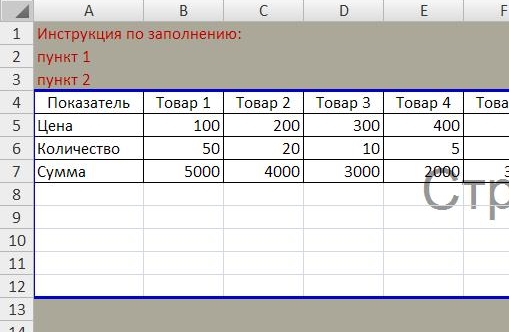 A B C D E F
1 Инструкция по заполнению:
2 пункт 1
3 пункт 2
4 Показатель Товар 1 Товар 2 Товар 3 Товар 4 Това
5 Цена 100 200 300 400
6 Количество 50 20 10 5
7 Сумма 5000 4000 3000 2000 3
Стр
8
9
10
11
12
13
14